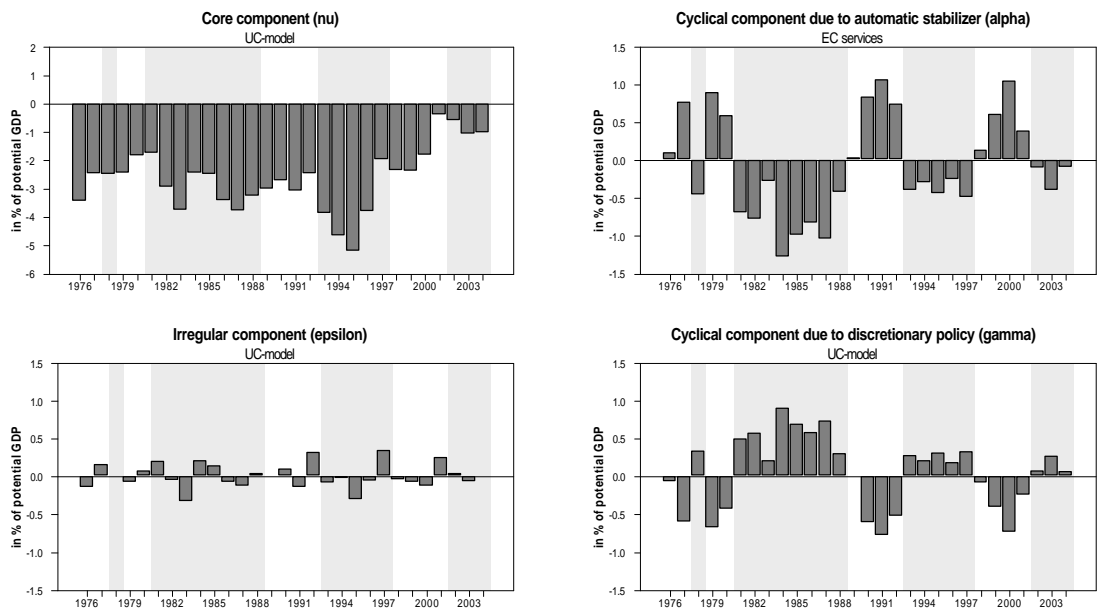 Core component (nu)
UC-model
in % of potential GDP
2
1
0
-1
-2
-3
-4
-5
-6
1976 1979 1982 1985 1988 1991 1994 1997 2000 2003
Cyclical component due to automatic stabilizer (alpha)
EC services
in % of potential GDP
1.5
1.0
0.5
0.0
-0.5
-1.0
-1.5
1976 1979 1982 1985 1988 1991 1994 1997 2000 2003
Irregular component (epsilon)
UC-model
in % of potential GDP
1.5
1.0
0.5
0.0
-0.5
-1.0
-1.5
1976 1979 1982 1985 1988 1991 1994 1997 2000 2003
Cyclical component due to discretionary policy (gamma)
UC-model
in % of potential GDP
1.5
1.0
0.5
0.0
-0.5
-1.0
-1.5
1976 1979 1982 1985 1988 1991 1994 1997 2000 2003